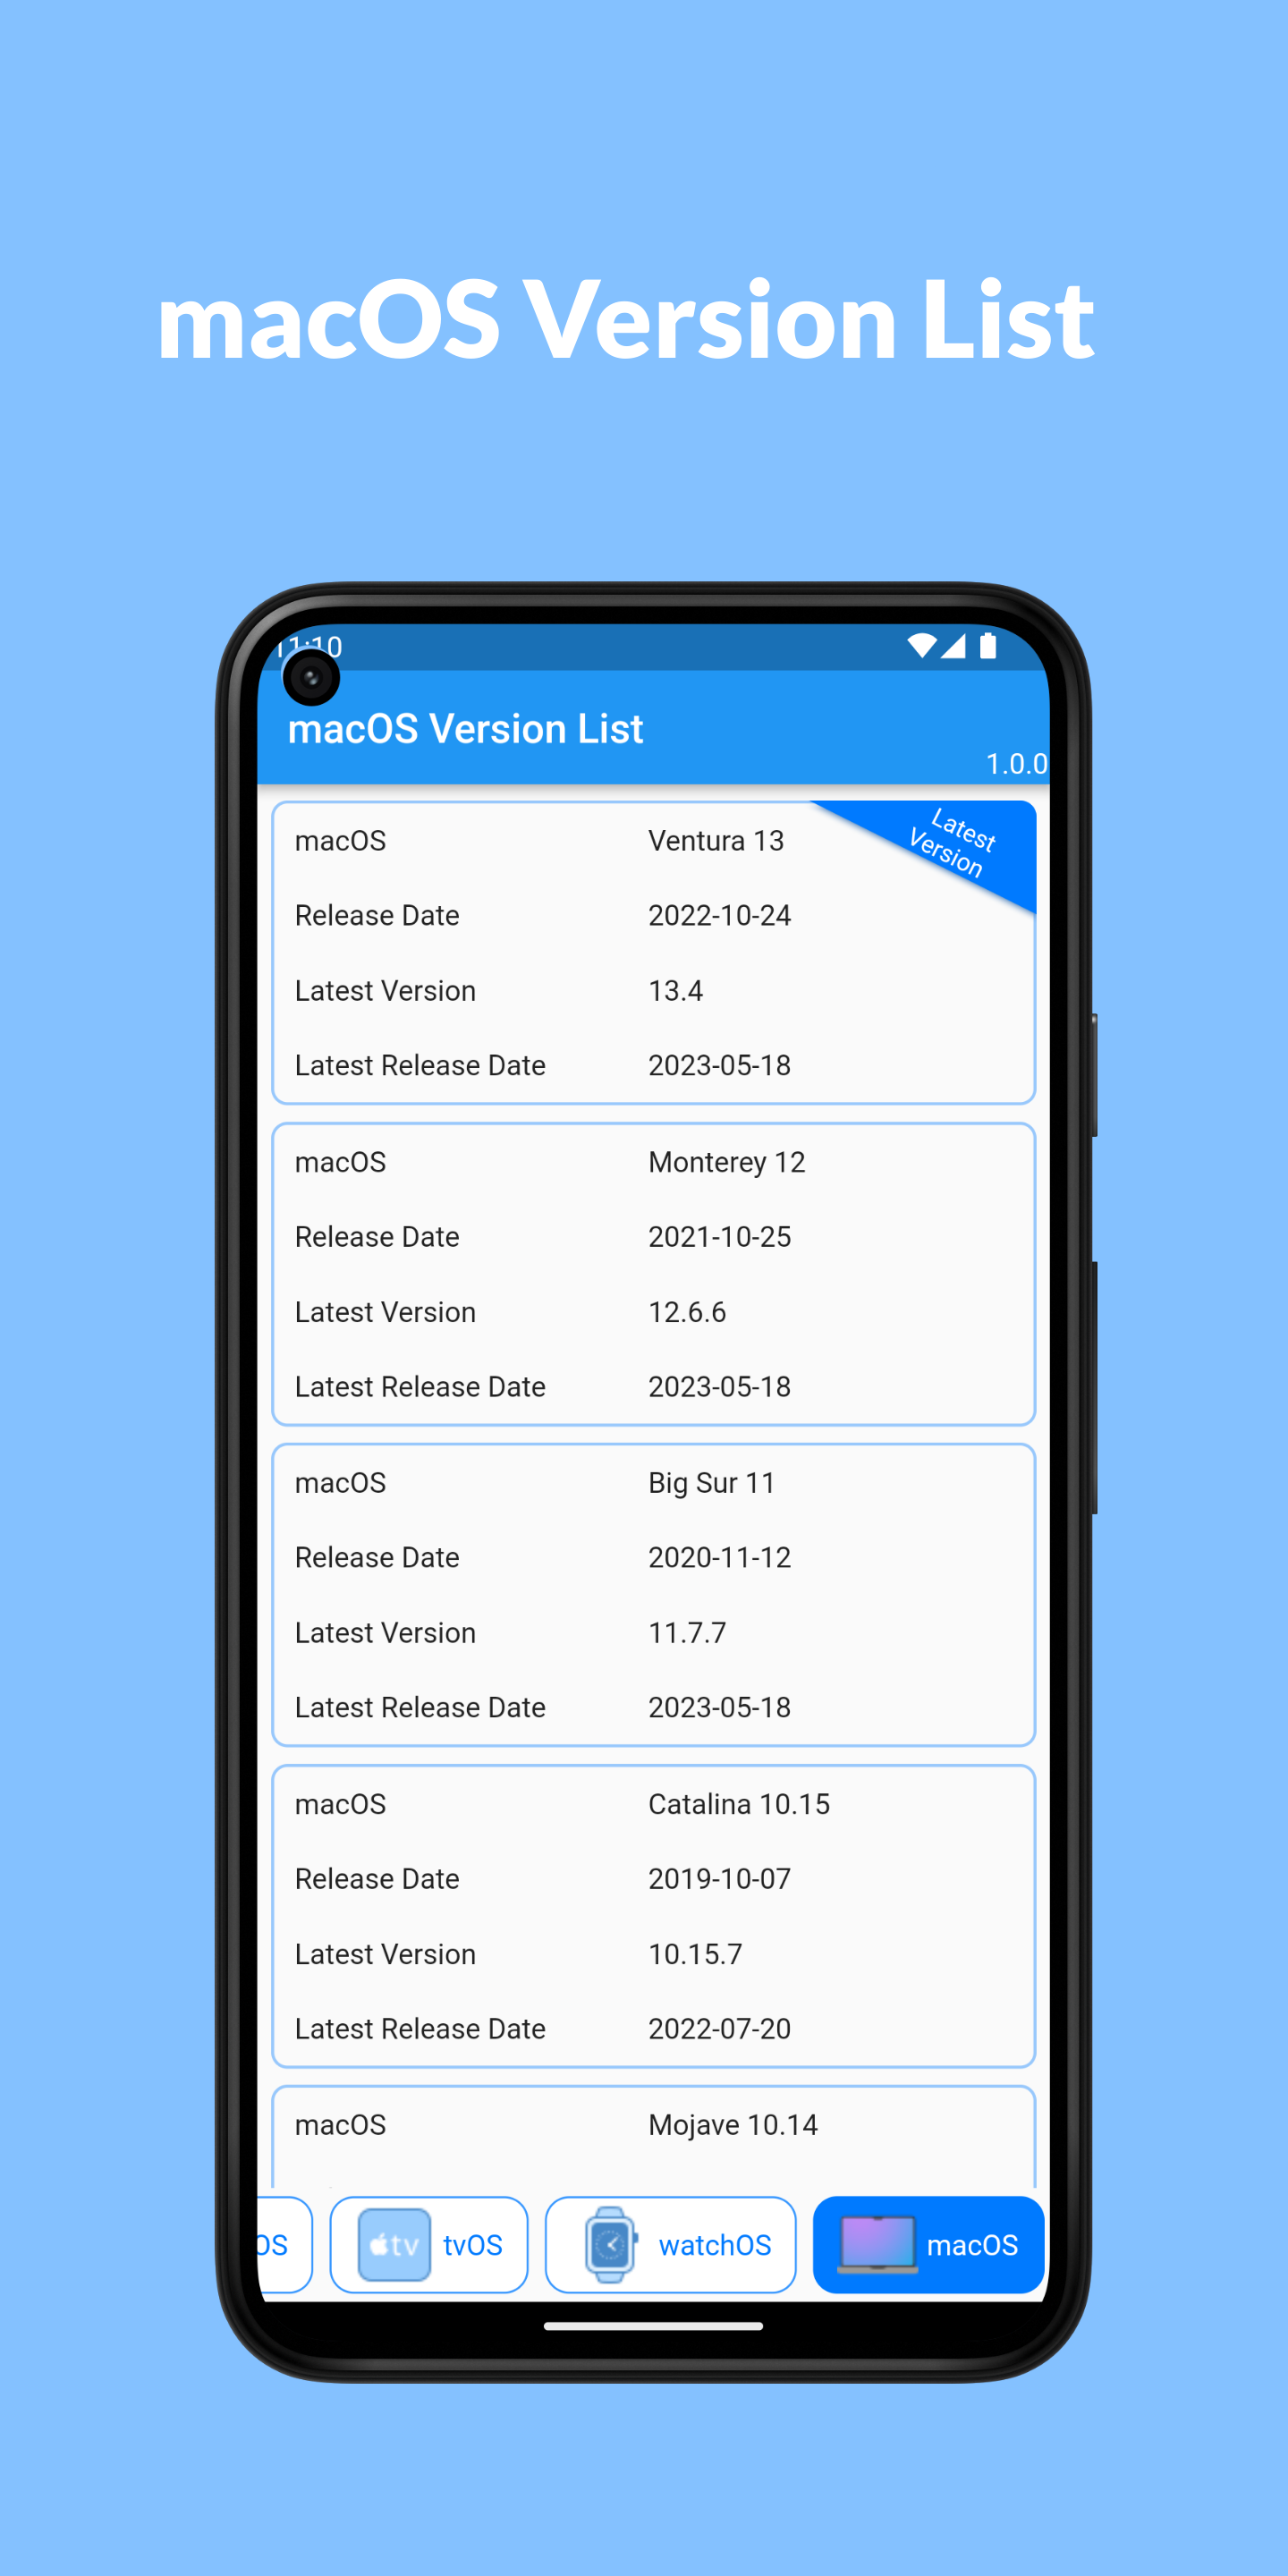 macOS Version List
11:10
macOS Version List
1.0.0
macOS Ventura 13
Latest
Version
Release Date 2022-10-24
Latest Version 13.4
Latest Release Date 2023-05-18
macOS Monterey 12
Release Date 2021-10-25
Latest Version 12.6.6
Latest Release Date 2023-05-18
macOS Big Sur 11
Release Date 2020-11-12
Latest Version 11.7.7
Latest Release Date 2023-05-18
macOS Catalina 10.15
Release Date 2019-10-07
Latest Version 10.15.7
Latest Release Date 2022-07-20
macOS Mojave 10.14
OS tv tvOS watchOS macOS